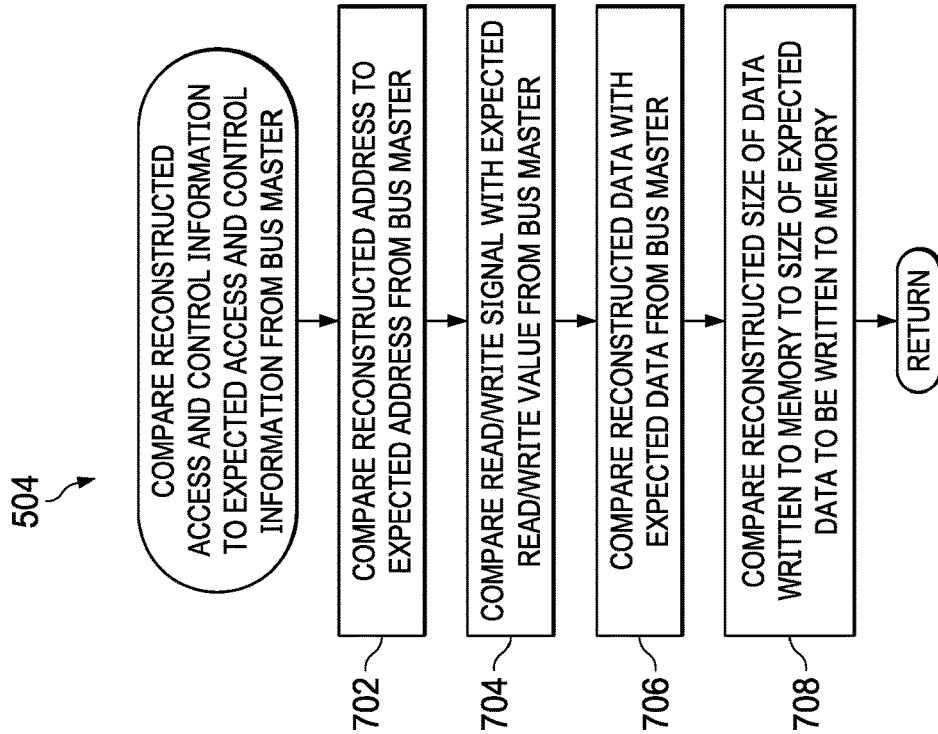 504
COMPARE RECONSTRUCTED
ACCESS AND CONTROL INFORMATION
TO EXPECTED ACCESS AND CONTROL
INFORMATION FROM BUS MASTER
702
COMPARE RECONSTRUCTED ADDRESS TO
EXPECTED ADDRESS FROM BUS MASTER
704
COMPARE READ/WRITE SIGNAL WITH EXPECTED
READ/WRITE VALUE FROM BUS MASTER
706
COMPARE RECONSTRUCTED DATA WITH
EXPECTED DATA FROM BUS MASTER
708
COMPARE RECONSTRUCTED SIZE OF DATA
WRITTEN TO MEMORY TO SIZE OF EXPECTED
DATA TO BE WRITTEN TO MEMORY
RETURN